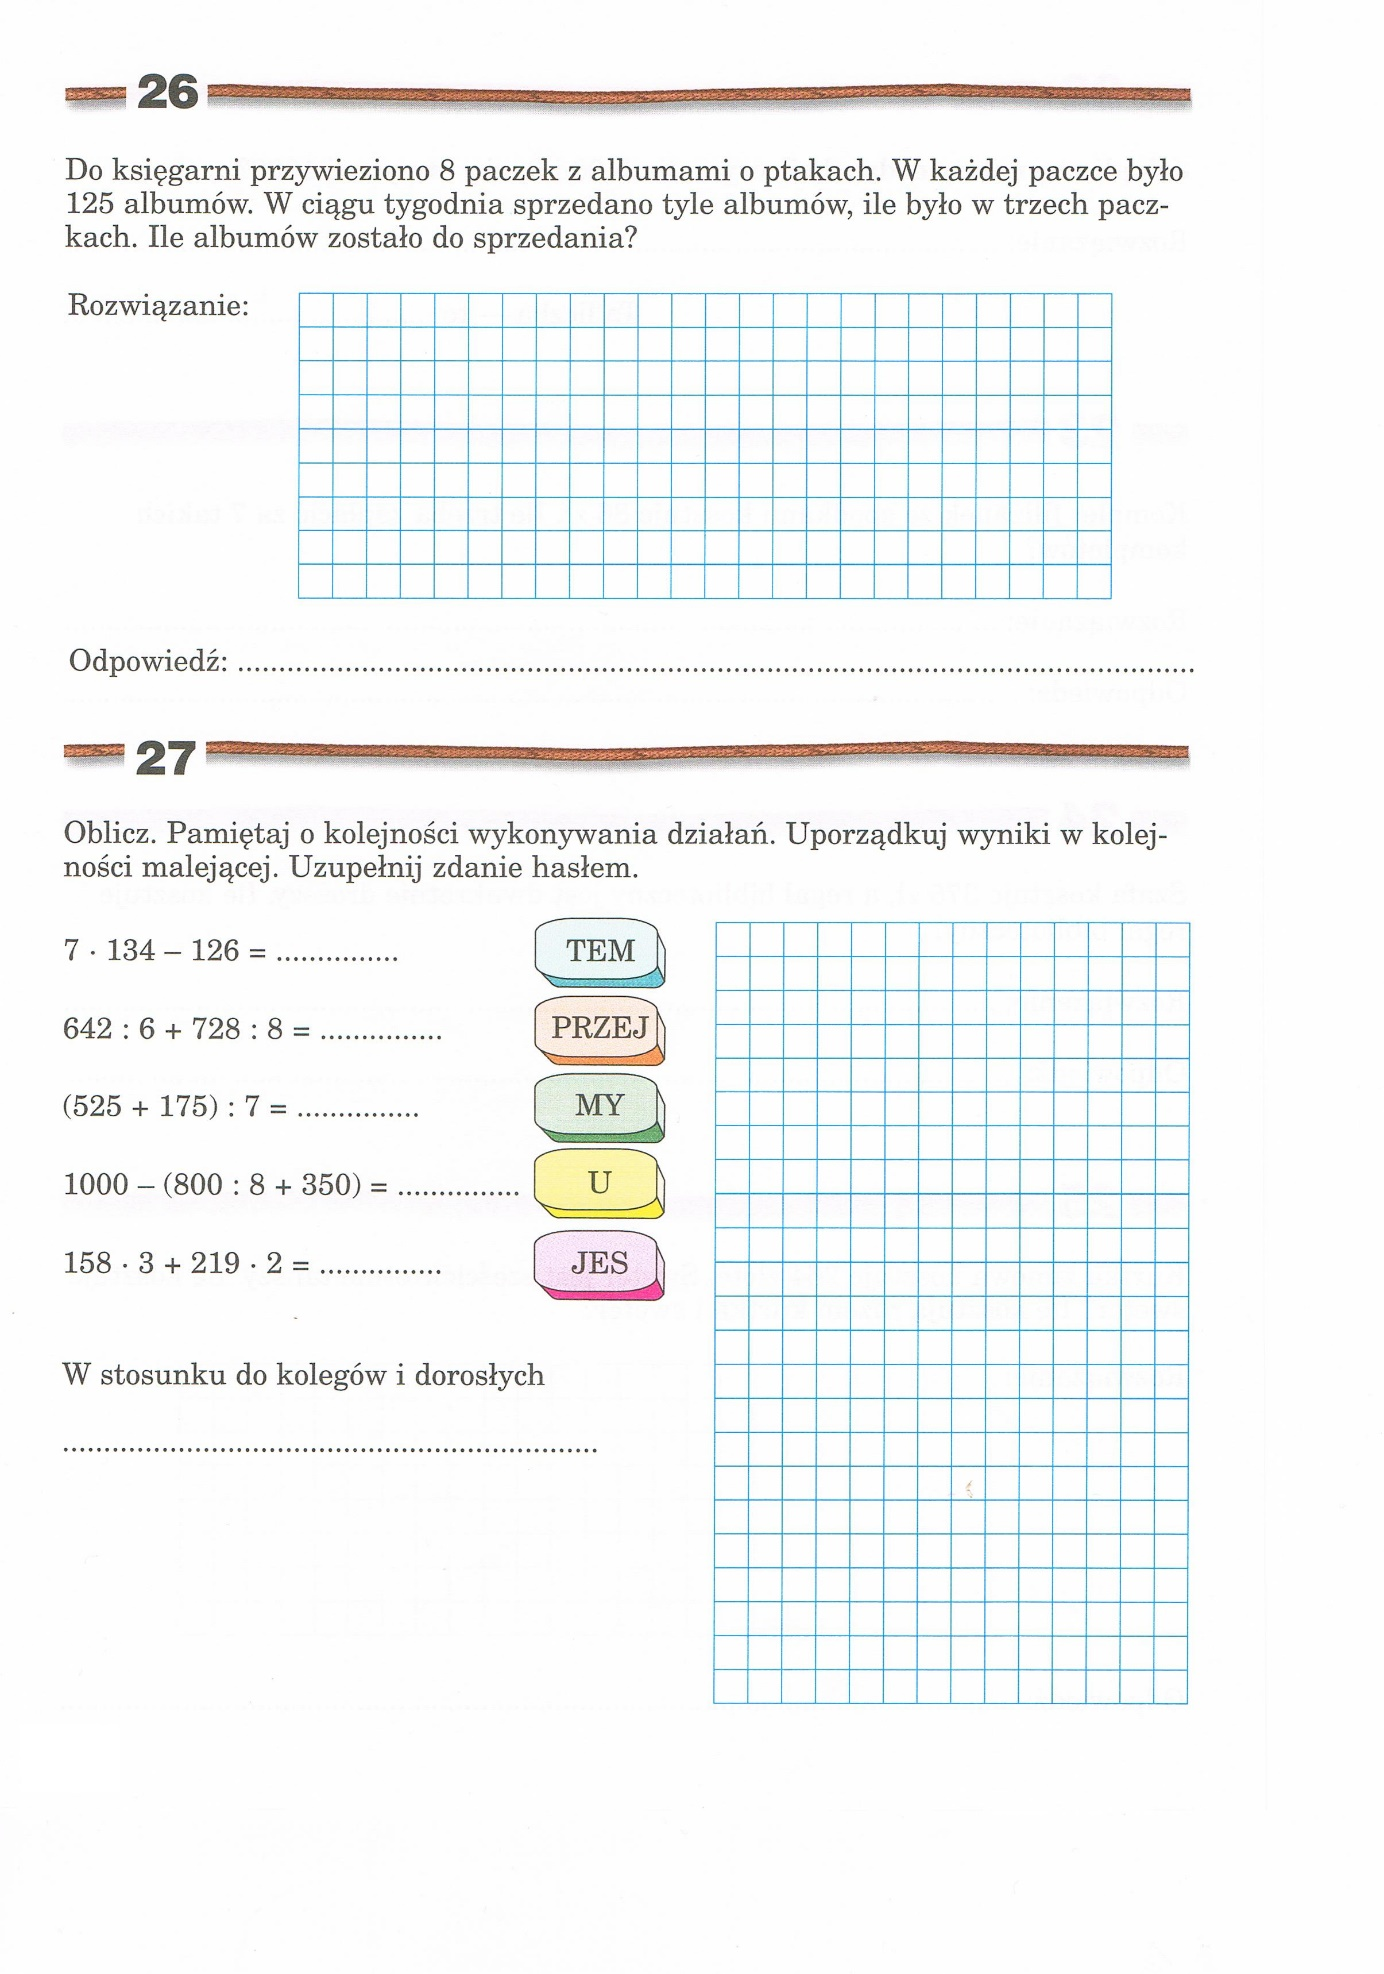 26
Do księgarni przywieziono 8 paczek z albumami o ptakach. W każdej paczce było
125 albumów. W ciągu tygodnia sprzedano tyle albumów, ile było w trzech pacz-
kach. Ile albumów zostało do sprzedania?
Rozwiązanie:
Odpowiedź: ..........................................................................................................
27
Oblicz. Pamiętaj o kolejności wykonywania działań. Uporządkuj wyniki w kolej-
ności malejącej. Uzupełnij zdanie hasłem.
7 · 134 – 126 = ............... TEM
642 : 6 + 728 : 8 = ............... PRZEJ
(525 + 175) : 7 = ............... MY
1000 – (800 : 8 + 350) = ............... U
158 · 3 + 219 · 2 = ............... JES
W stosunku do kolegów i dorosłych
.................................................................